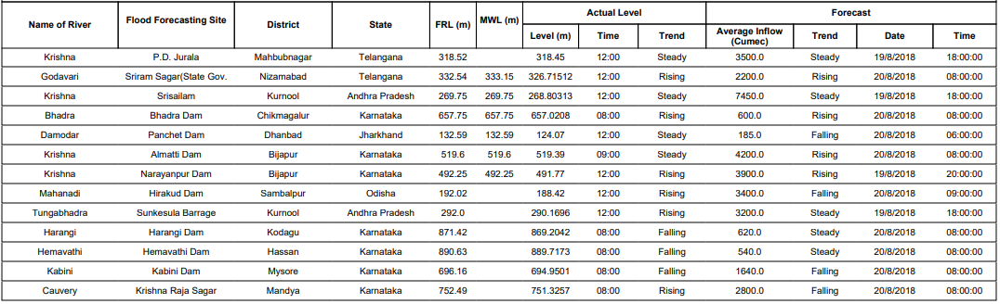 Name of River Flood Forecasting Site District State FRL (m) MWL (m) Actual Level Forecast
Level (m) Time Trend Average Inflow (Cumec) Trend Date Time
Krishna P.D. Jurala Mahbubnagar Telangana 318.52 318.45 12:00 Steady 3500.0 Steady 19/8/2018 18:00:00
Godavari Sriram Sagar(State Gov. Nizamabad Telangana 332.54 333.15 326.71512 12:00 Rising 2200.0 Rising 20/8/2018 08:00:00
Krishna Srisailam Kurnool Andhra Pradesh 269.75 269.75 268.80313 12:00 Steady 7450.0 Steady 19/8/2018 18:00:00
Bhadra Bhadra Dam Chikmagalur Karnataka 657.75 657.75 657.0208 08:00 Rising 600.0 Rising 20/8/2018 08:00:00
Damodar Panchet Dam Dhanbad Jharkhand 132.59 132.59 124.07 12:00 Steady 185.0 Falling 20/8/2018 06:00:00
Krishna Almatti Dam Bijapur Karnataka 519.6 519.6 519.39 09:00 Steady 4200.0 Rising 20/8/2018 08:00:00
Krishna Narayanpur Dam Bijapur Karnataka 492.25 492.25 491.77 12:00 Rising 3900.0 Rising 19/8/2018 20:00:00
Mahanadi Hirakud Dam Sambalpur Odisha 192.02 188.42 12:00 Rising 3400.0 Falling 20/8/2018 09:00:00
Tungabhadra Sunkesula Barrage Kurnool Andhra Pradesh 292.0 290.1696 12:00 Rising 3200.0 Steady 19/8/2018 18:00:00
Harangi Harangi Dam Kodagu Karnataka 871.42 869.2042 08:00 Falling 620.0 Steady 20/8/2018 08:00:00
Hemavathi Hemavathi Dam Hassan Karnataka 890.63 889.7173 08:00 Falling 540.0 Steady 20/8/2018 08:00:00
Kabini Kabini Dam Mysore Karnataka 696.16 694.9501 08:00 Falling 1640.0 Falling 20/8/2018 08:00:00
Cauvery Krishna Raja Sagar Mandya Karnataka 752.49 751.3257 08:00 Rising 2800.0 Falling 20/8/2018 08:00:00